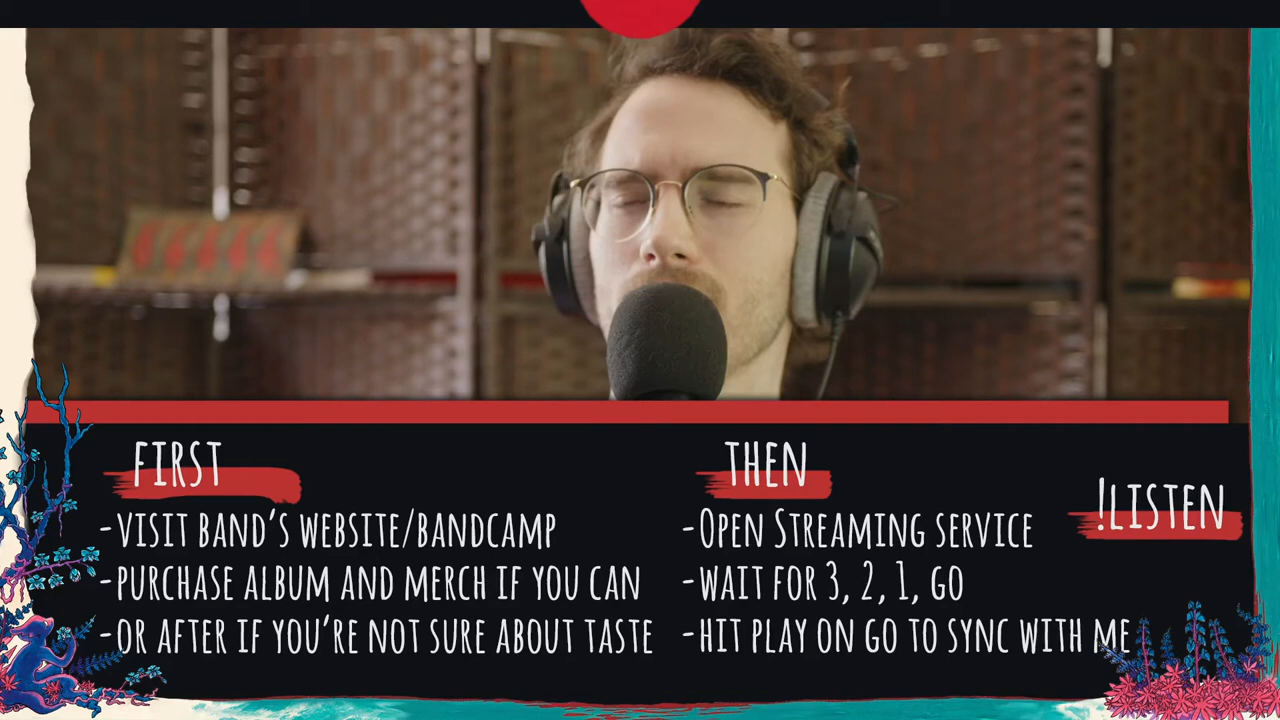 FIRST
-VISIT BAND'S WEBSITE/BANDCAMP
-PURCHASE ALBUM AND MERCH IF YOU CAN
-OR AFTER IF YOU'RE NOT SURE ABOUT TASTE
THEN
-OPEN STREAMING SERVICE
-WAIT FOR 3, 2, 1, GO
-HIT PLAY ON GO TO SYNC WITH ME
!LISTEN